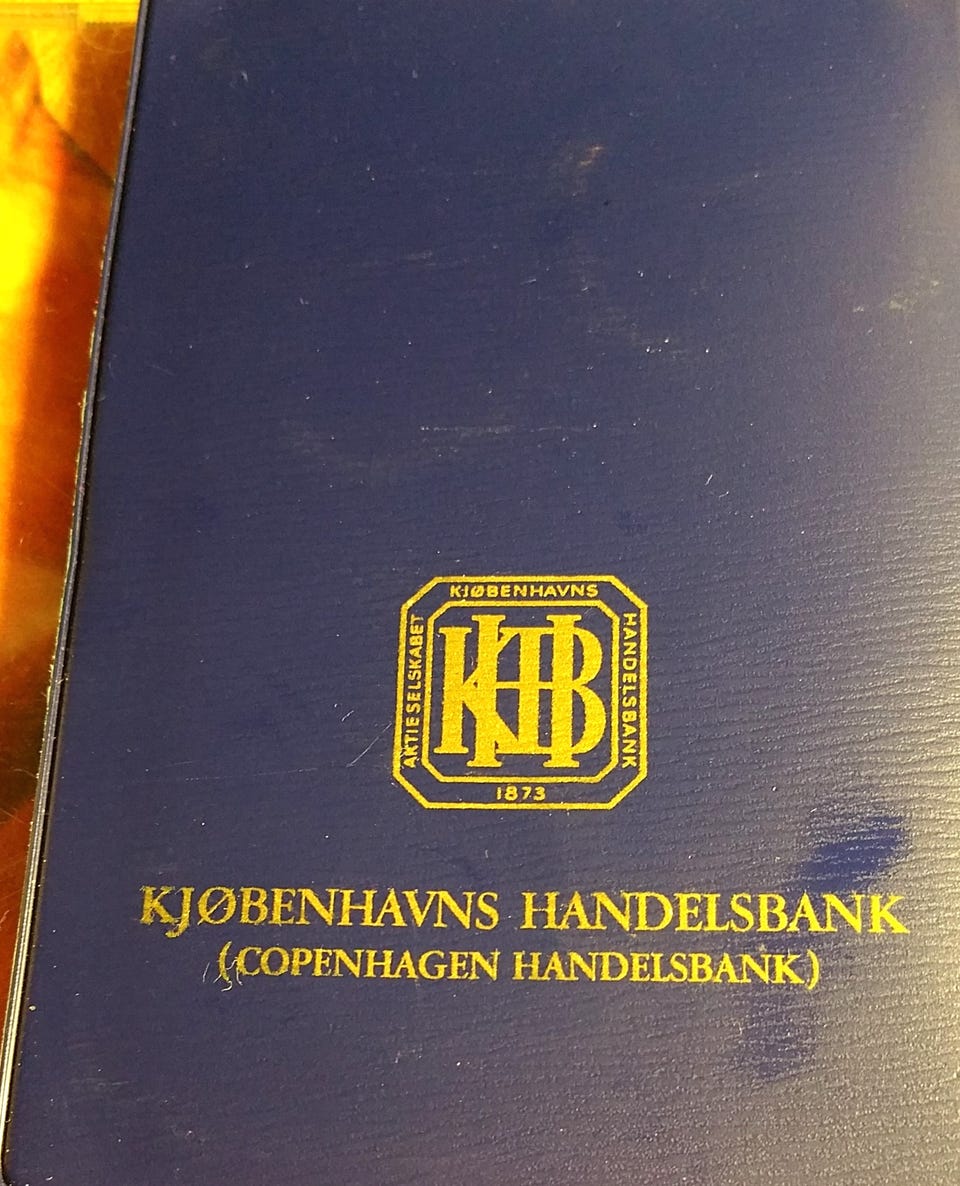 KJØBENHAVNS
AKTIESELSKABET
HANDELSBANK
KHB
1873
KJØBENHAVNS HANDELSBANK
(COPENHAGEN HANDELSBANK)